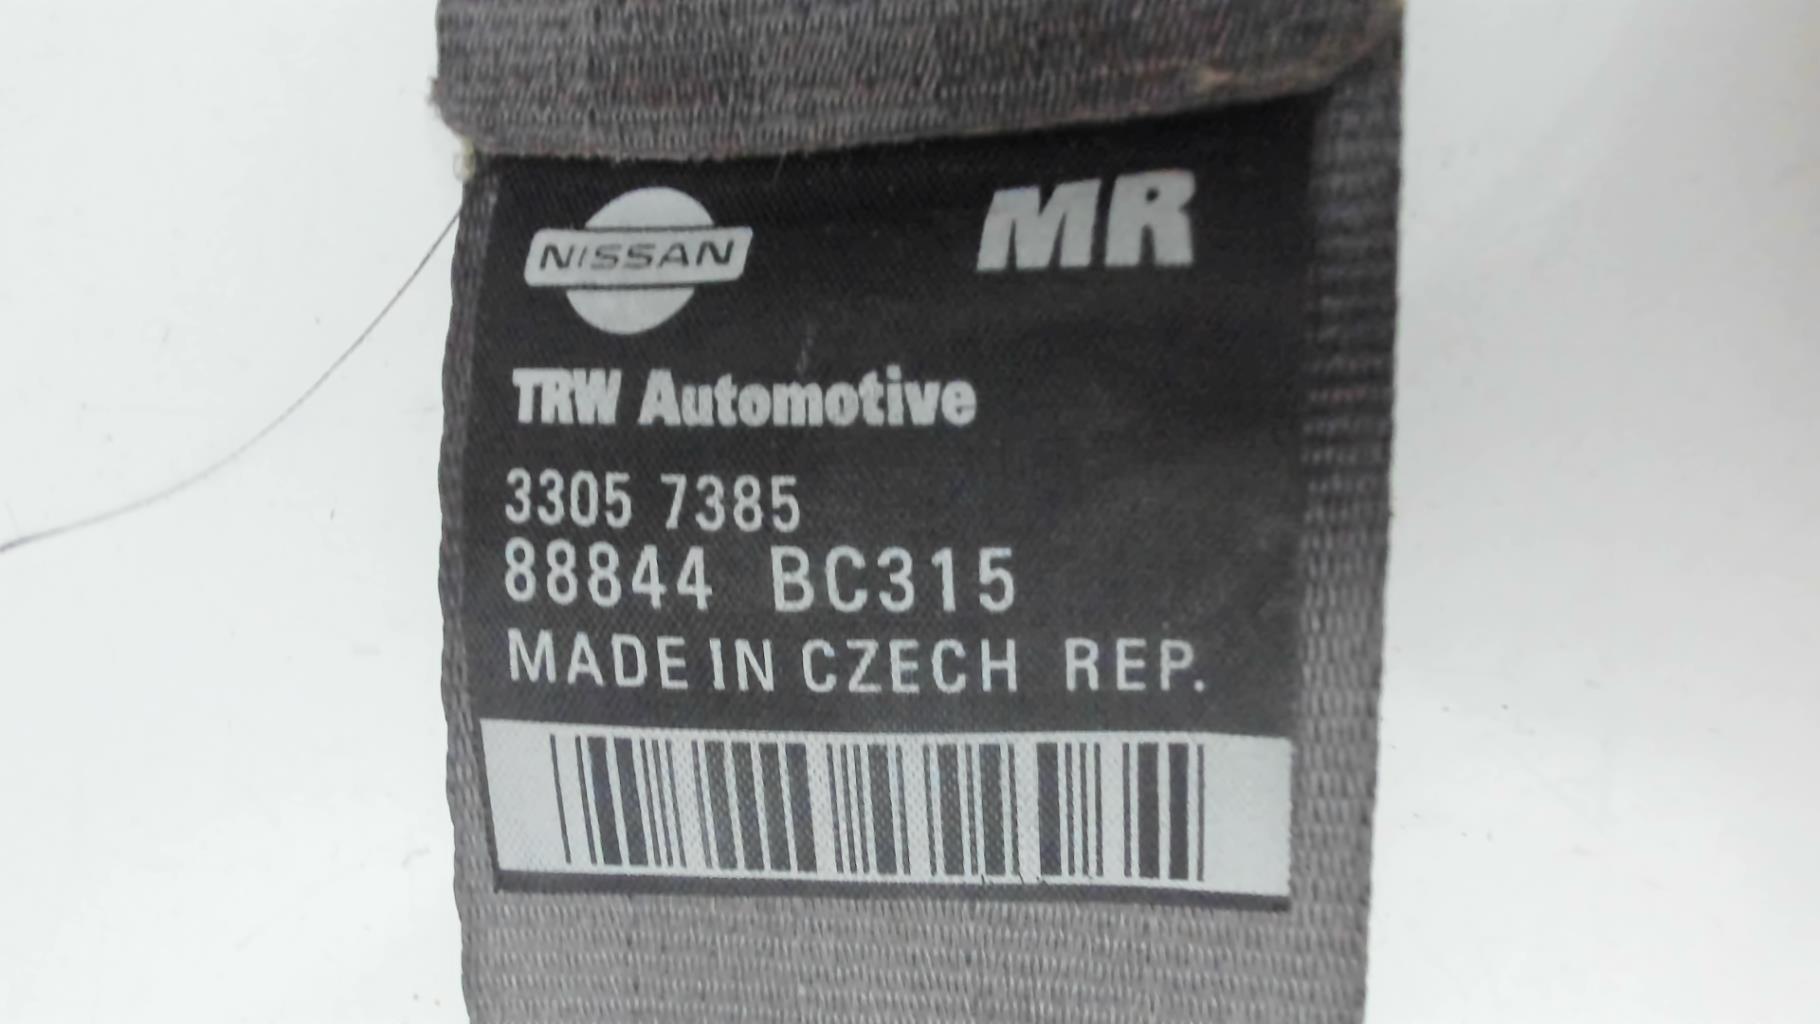 NISSAN MR
TRW Automotive
3305 7385
88844 BC315
MADE IN CZECH REP.